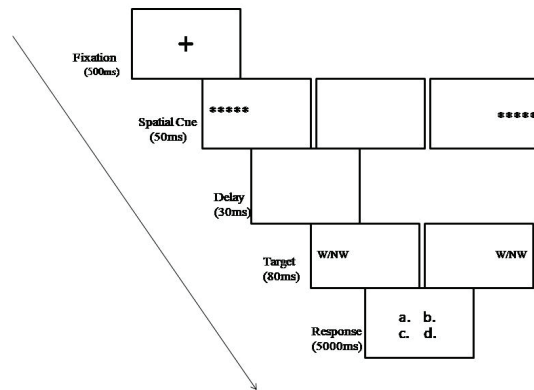 +
Fixation
(500ms)
*****
*****
Spatial Cue
(50ms)
Delay
(30ms)
W/NW
W/NW
Target
(80ms)
a. b.
c. d.
Response
(5000ms)